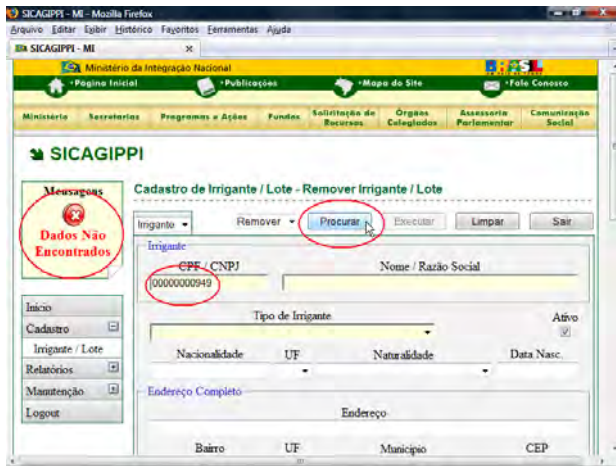 SICAGIPPI - MI - Mozilla Firefox
Arquivo Editar Exibir Histórico Favoritos Ferramentas Ajuda
SICAGIPPI - MI
Ministério da Integração Nacional
Página Inicial Publicações Mapa do Site Fale Conosco
Ministério Secretarias Programas e Ações Fundos Solicitação de Recursos Órgãos Colegiados Assessoria Parlamentar Comunicação Social
SICAGIPPI
Mensagens
Dados Não
Encontrados
Cadastro de Irrigante / Lote - Remover Irrigante / Lote
Irrigante Remover Procurar Executar Limpar Sair
Irrigante
CPF / CNPJ Nome / Razão Social
00000000949
Tipo de Irrigante Ativo
Nacionalidade UF Naturalidade Data Nasc.
Endereço Completo
Endereço
Bairro UF Município CEP
Início
Cadastro
Irrigante / Lote
Relatórios
Manutenção
Logout